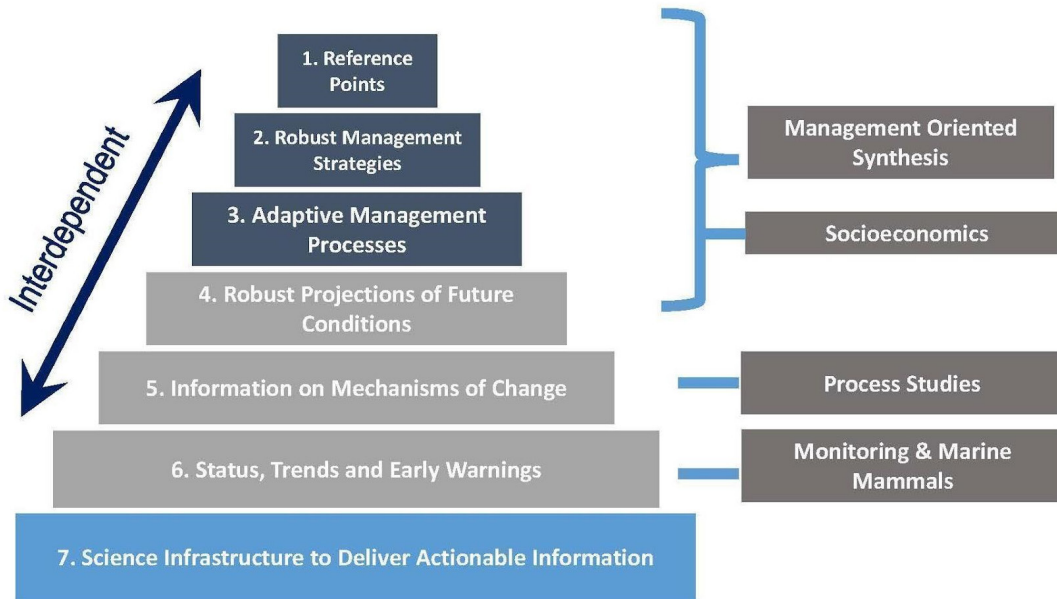 1. Reference
Points
2. Robust Management
Strategies
3. Adaptive Management
Processes
4. Robust Projections of Future
Conditions
5. Information on Mechanisms of Change
6. Status, Trends and Early Warnings
7. Science Infrastructure to Deliver Actionable Information
Interdependent
Management Oriented
Synthesis
Socioeconomics
Process Studies
Monitoring & Marine
Mammals